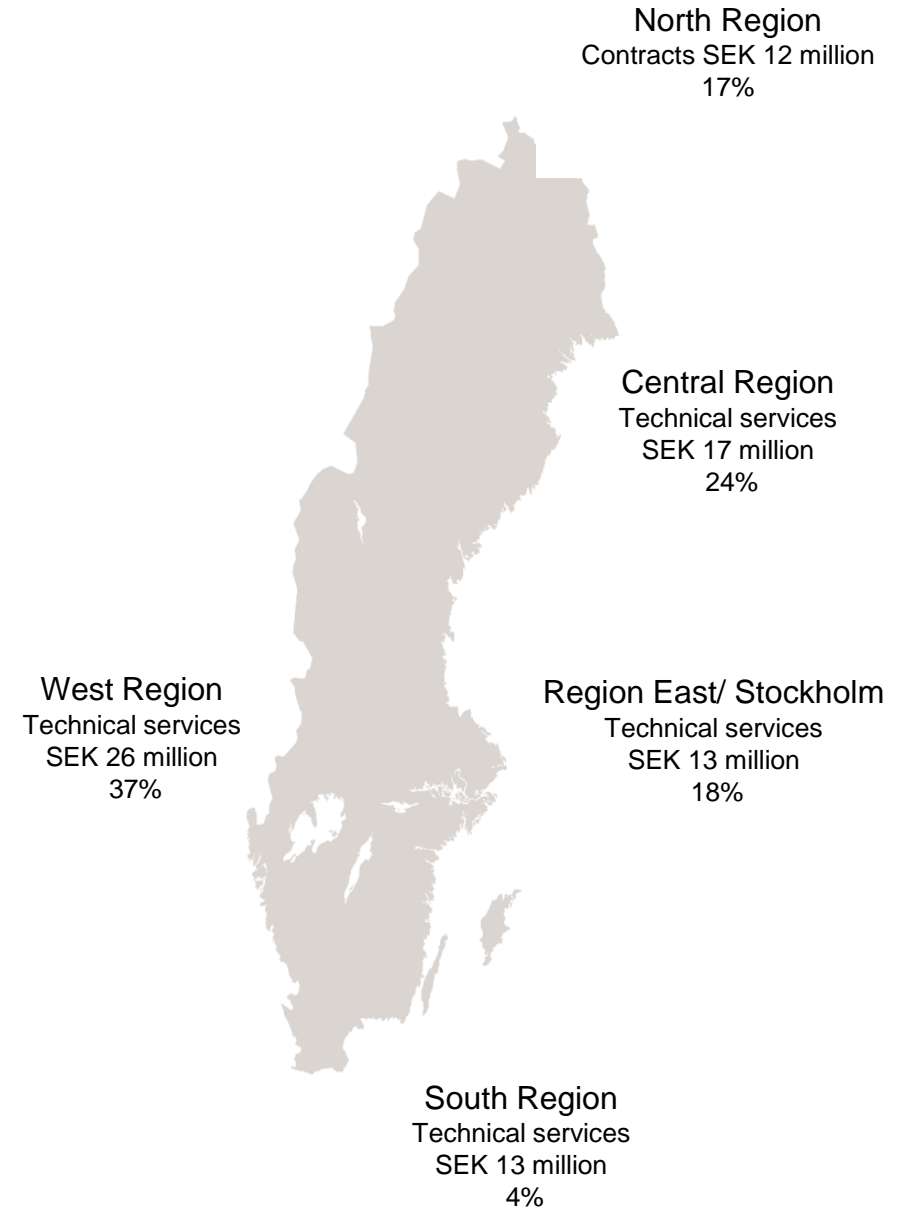 North Region
Contracts SEK 12 million
17%
Central Region
Technical services
SEK 17 million
24%
West Region
Technical services
SEK 26 million
37%
Region East/ Stockholm
Technical services
SEK 13 million
18%
South Region
Technical services
SEK 13 million
4%